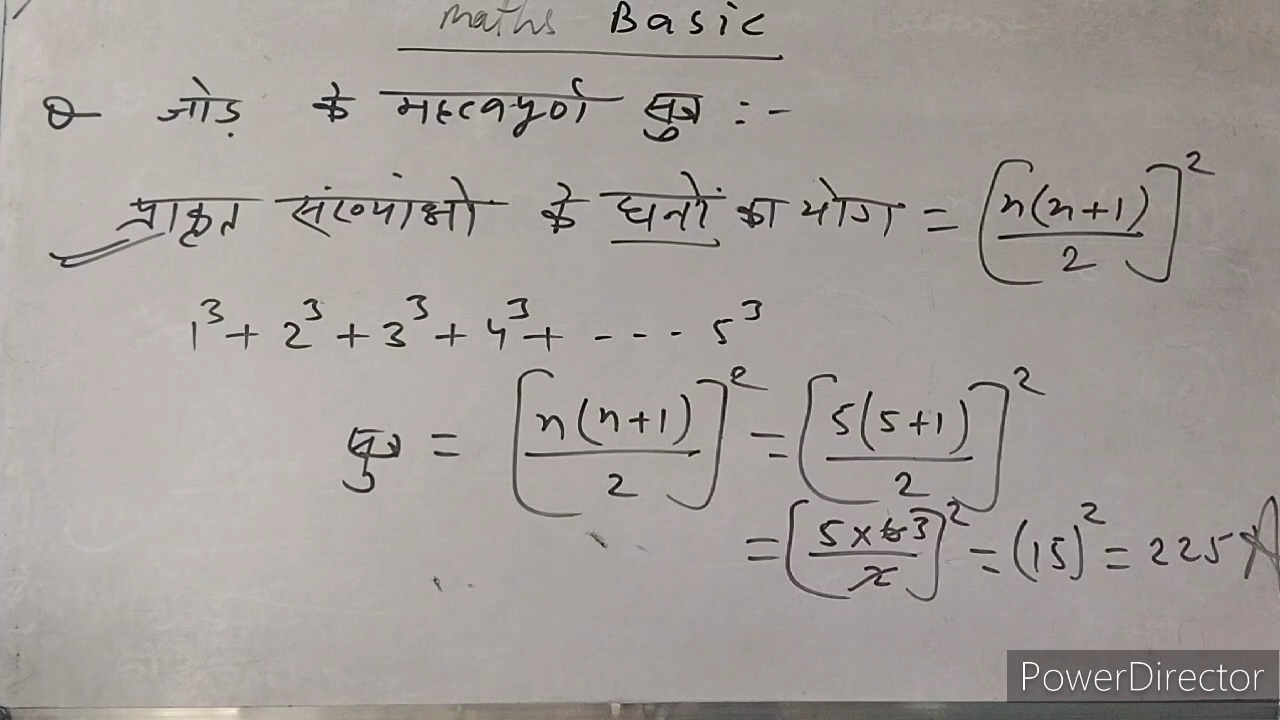 Maths Basic
Q जोड़ के महत्वपूर्ण सूत्र :-
प्राकृत संख्यांओ के घनों का योग = [n(n+1)/2]²
1³ + 2³ + 3³ + 4³ + - - - - 5³
सूत्र = [n(n+1)/2]² = [5(5+1)/2]²
= [5×6 3/2]² = (15)² = 225 A
PowerDirector